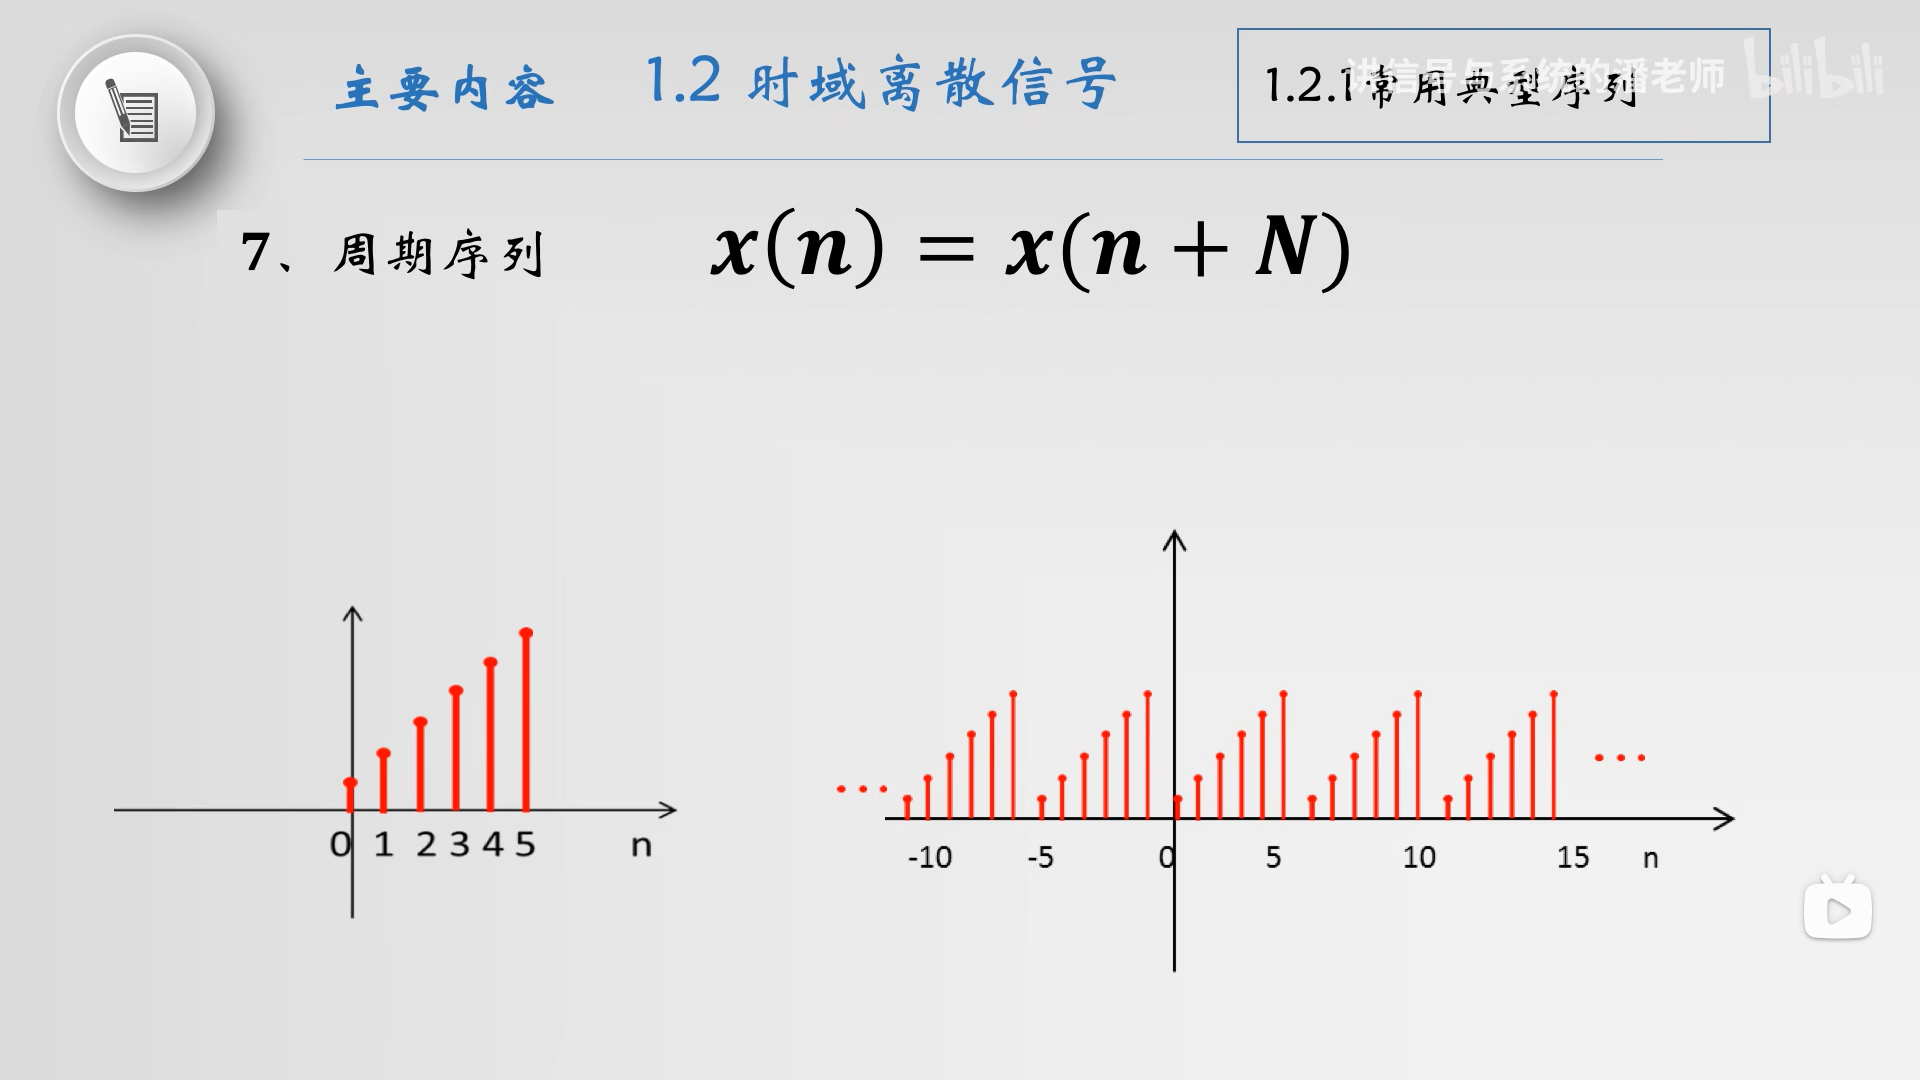 主要内容 1.2 时域离散信号
1.2.1常用典型序列
讲信号与系统的潘老师 bilibili
7、周期序列 x(n) = x(n + N)
0 1 2 3 4 5 n
-10 -5 0 5 10 15 n